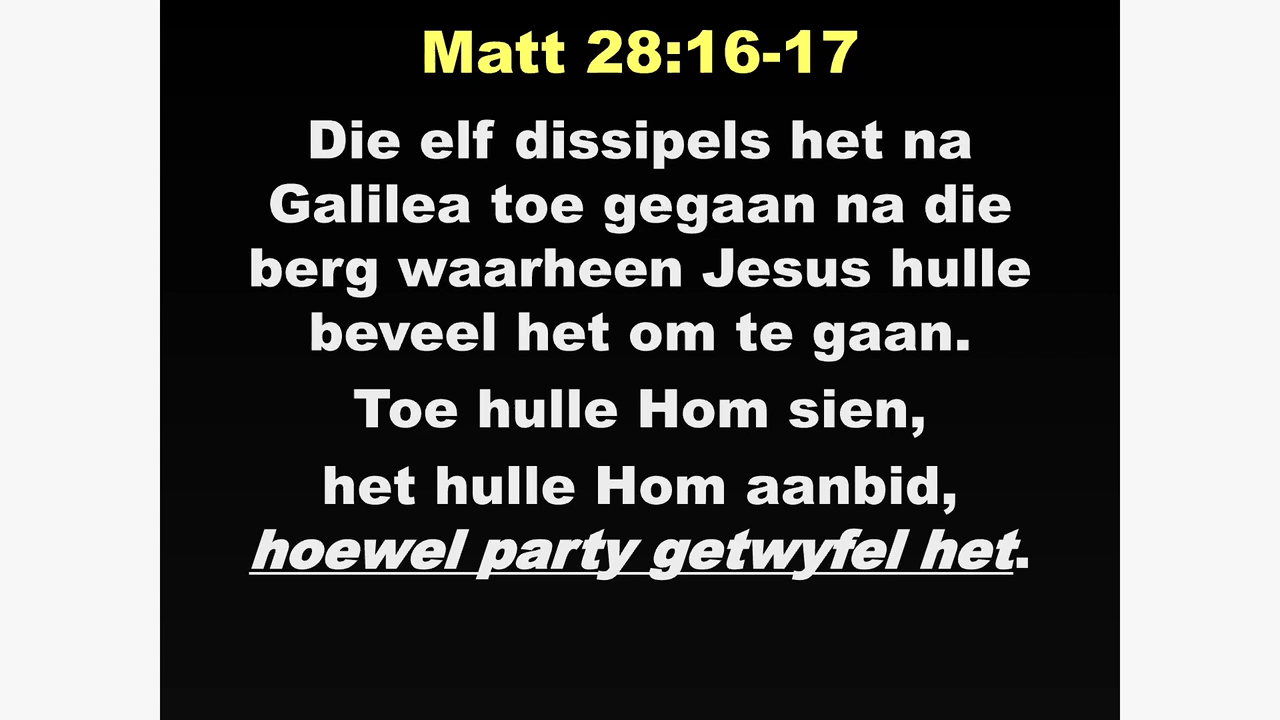 Matt 28:16-17
Die elf dissipels het na
Galilea toe gegaan na die
berg waarheen Jesus hulle
beveel het om te gaan.
Toe hulle Hom sien,
het hulle Hom aanbid,
hoewel party getwyfel het.